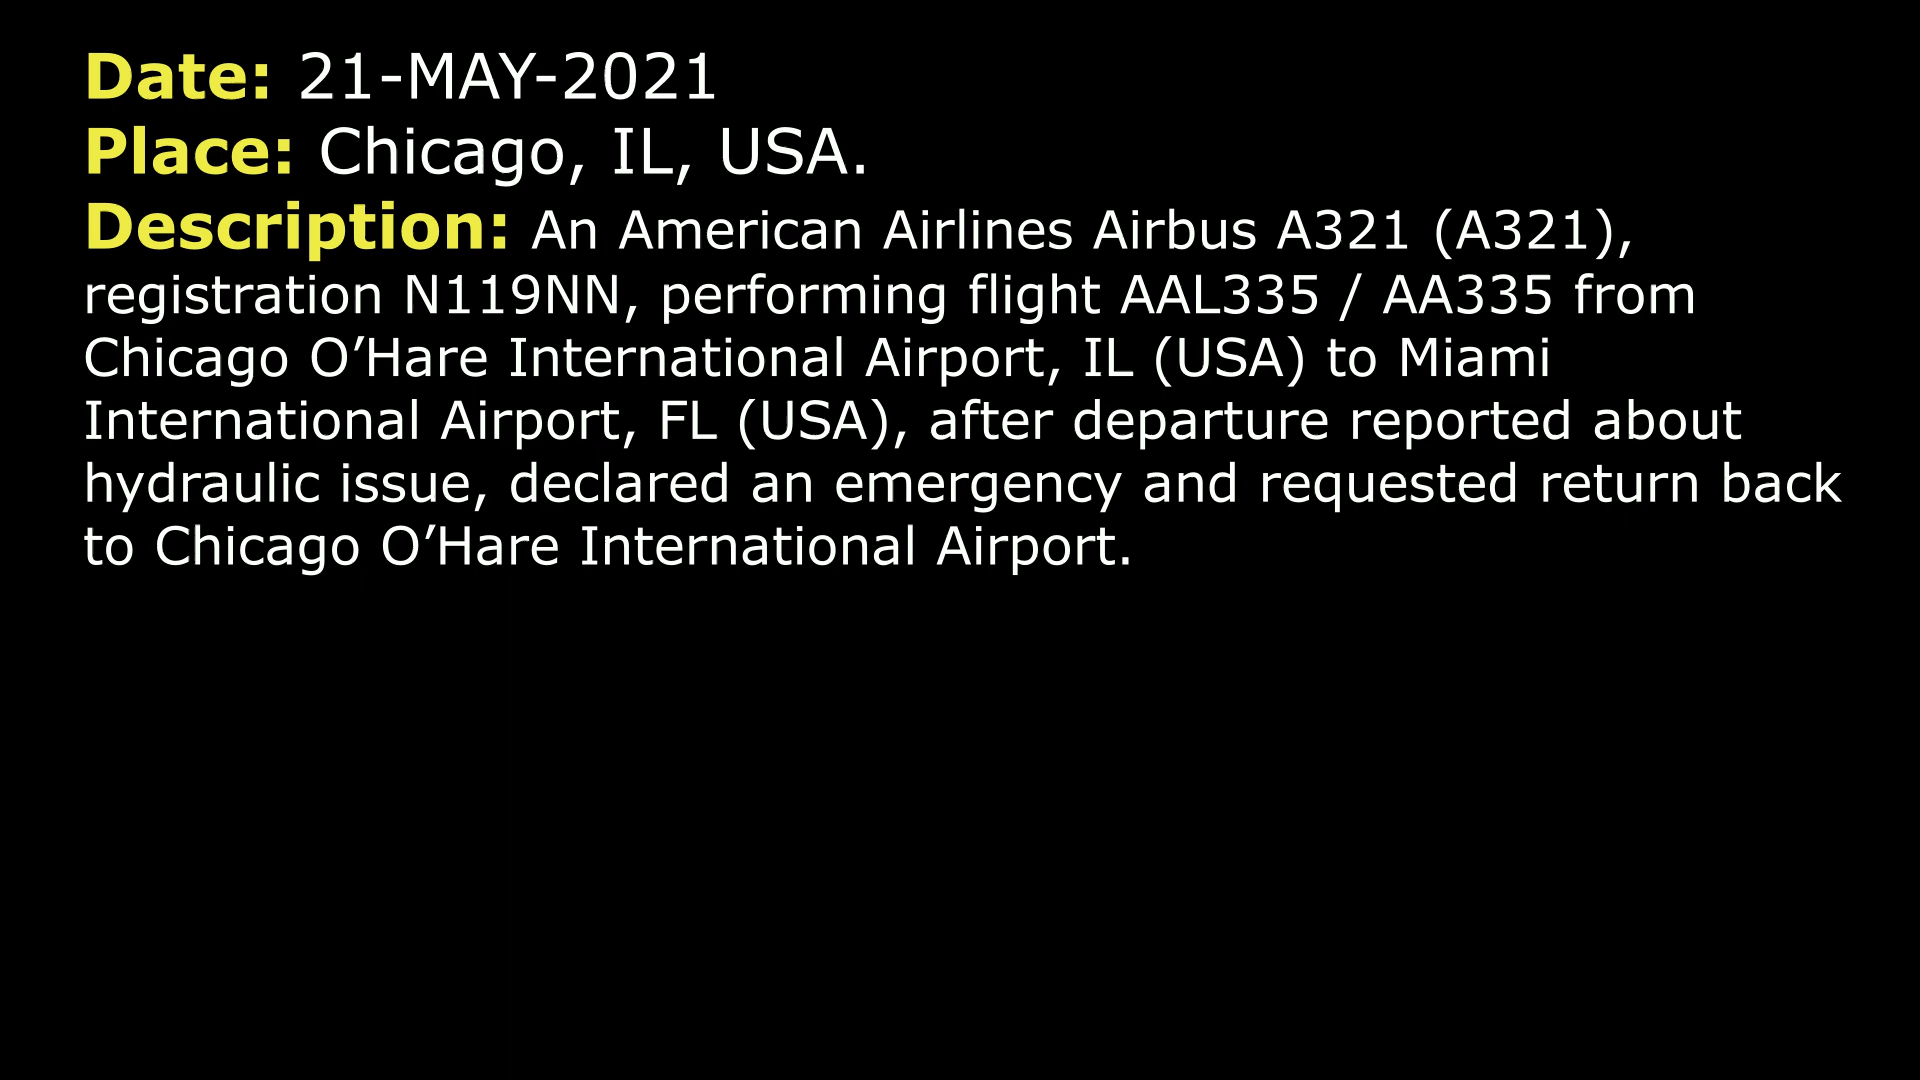 Date: 21-MAY-2021
Place: Chicago, IL, USA.
Description: An American Airlines Airbus A321 (A321),
registration N119NN, performing flight AAL335 / AA335 from
Chicago O’Hare International Airport, IL (USA) to Miami
International Airport, FL (USA), after departure reported about
hydraulic issue, declared an emergency and requested return back
to Chicago O’Hare International Airport.